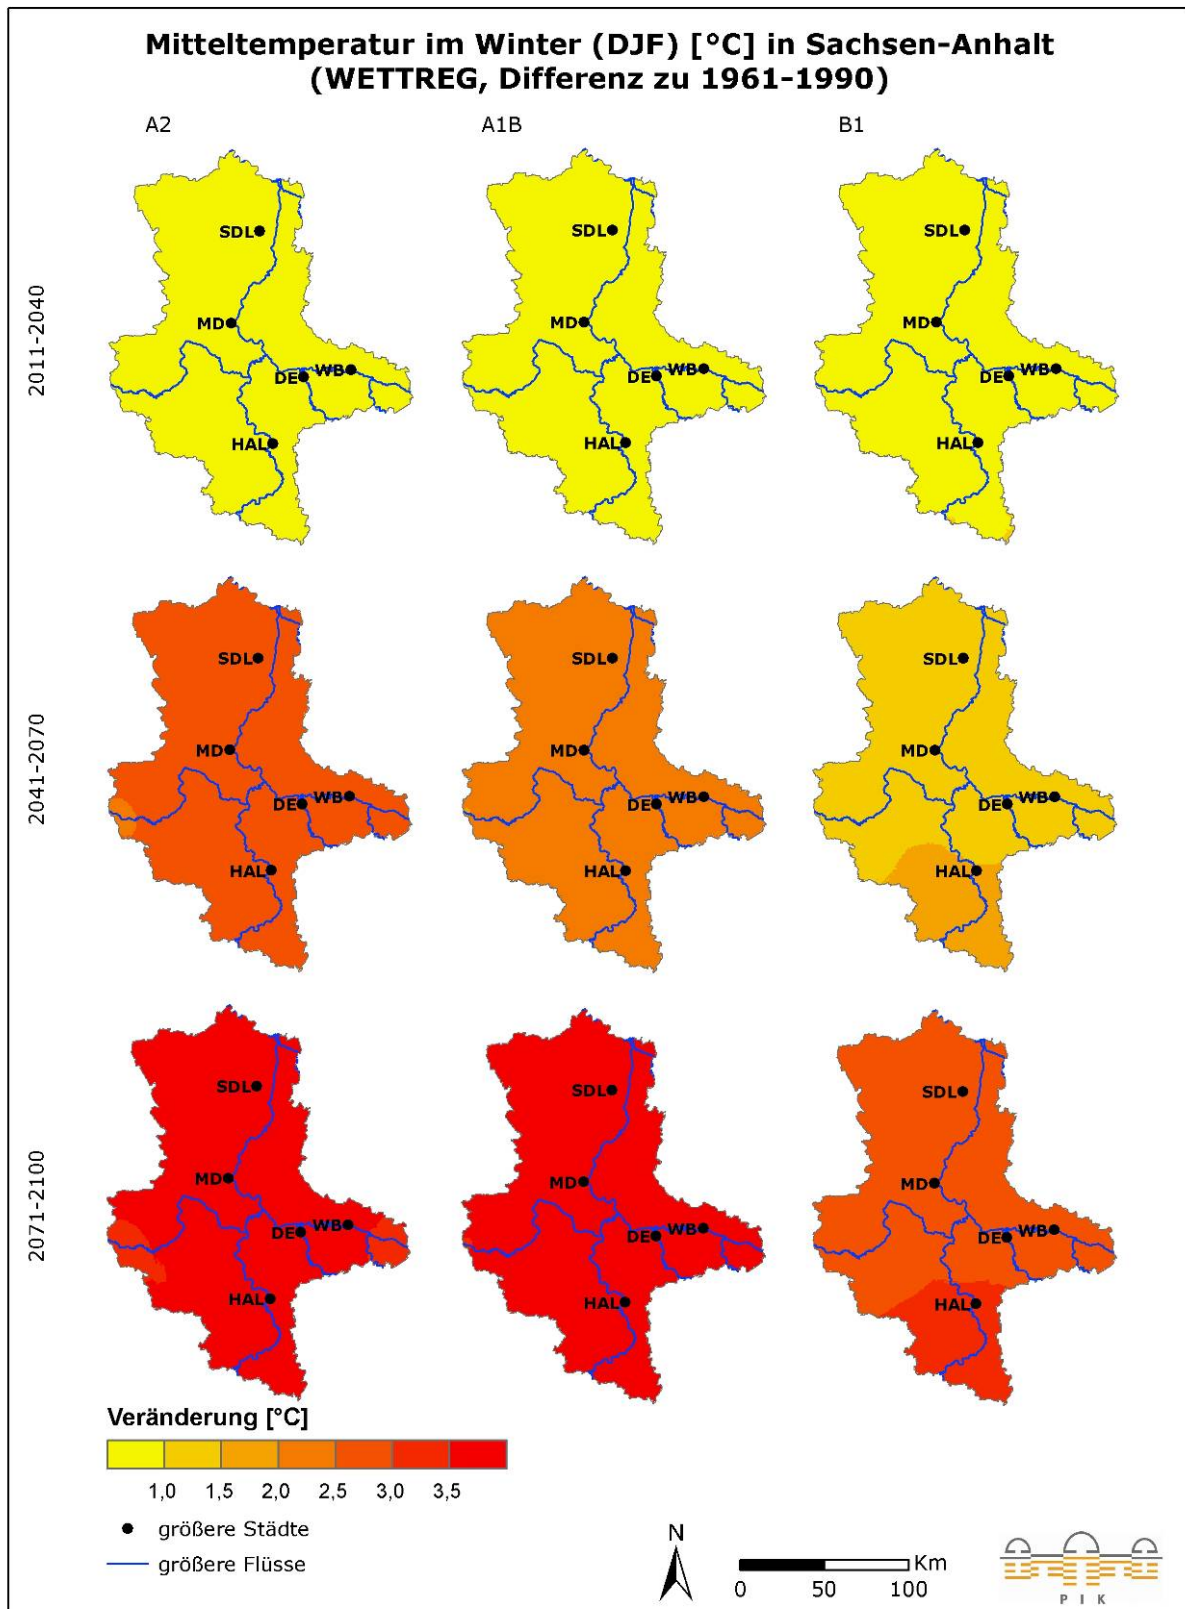 Mitteltemperatur im Winter (DJF) [°C] in Sachsen-Anhalt
(WETTREG, Differenz zu 1961-1990)
A2 A1B B1
2011-2040
SDL
MD
DE
WB
HAL
SDL
MD
DE
WB
HAL
SDL
MD
DE
WB
HAL
2041-2070
SDL
MD
DE
WB
HAL
SDL
MD
DE
WB
HAL
SDL
MD
DE
WB
HAL
2071-2100
SDL
MD
DE
WB
HAL
SDL
MD
DE
WB
HAL
SDL
MD
DE
WB
HAL
Veränderung [°C]
1,0 1,5 2,0 2,5 3,0 3,5
größere Städte
größere Flüsse
N
Km
0 50 100
P I K